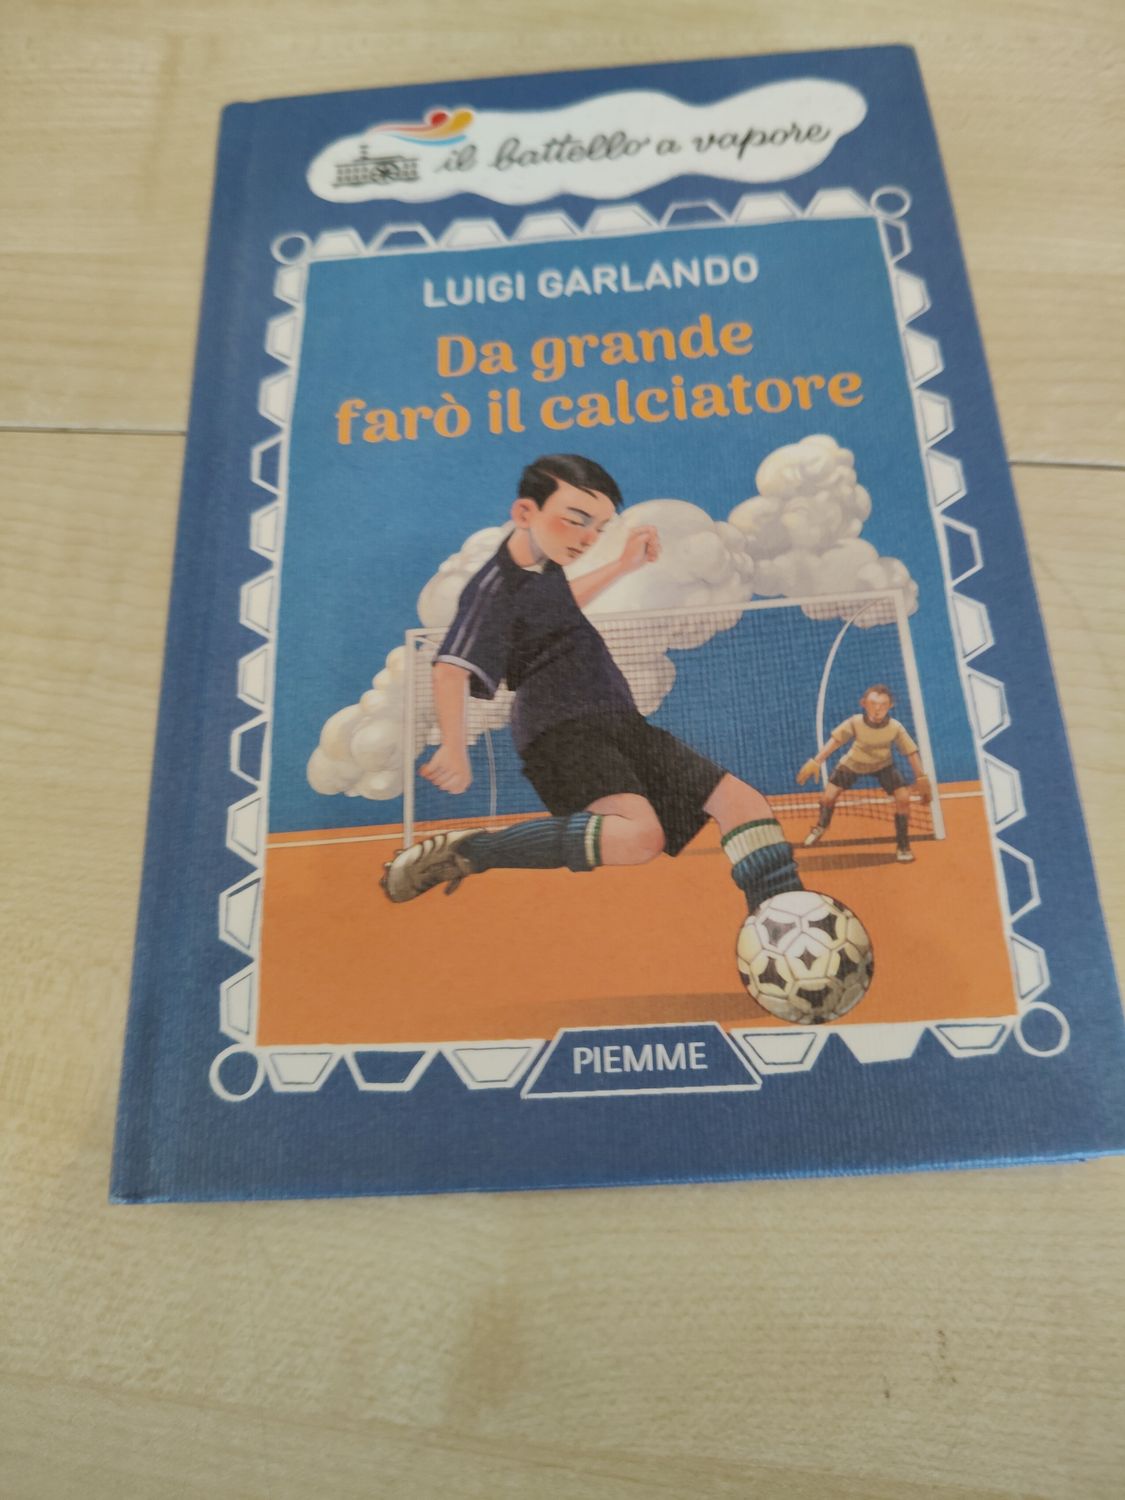 il battello a vapore
LUIGI GARLANDO
Da grande
farò il calciatore
PIEMME